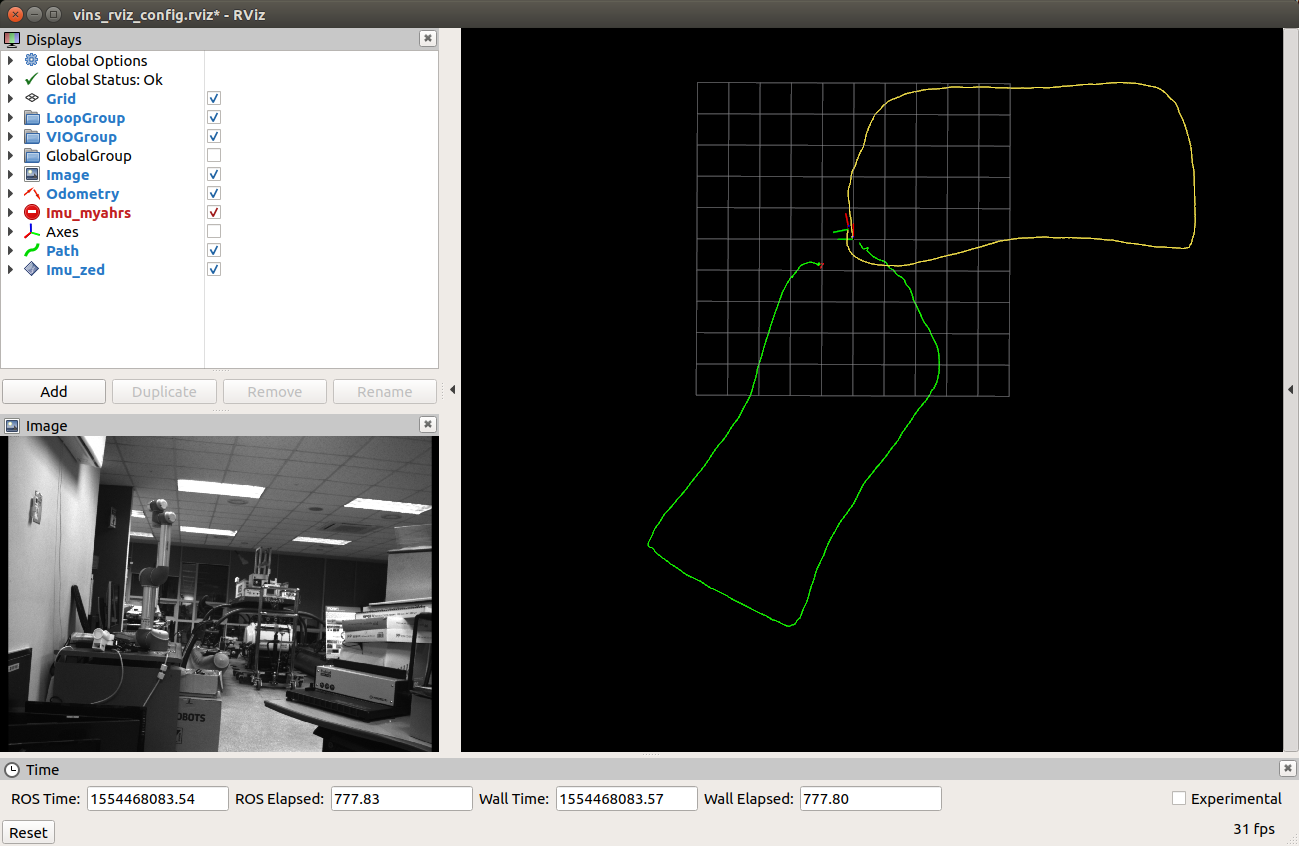 vins_rviz_config.rviz* - RViz
Displays
Global Options
Global Status: Ok
Grid
LoopGroup
VIOGroup
GlobalGroup
Image
Odometry
Imu_myahrs
Axes
Path
Imu_zed
Add Duplicate Remove Rename
Image
OBOTS
Time
ROS Time: 1554468083.54 ROS Elapsed: 777.83 Wall Time: 1554468083.57 Wall Elapsed: 777.80 Experimental
Reset 31 fps